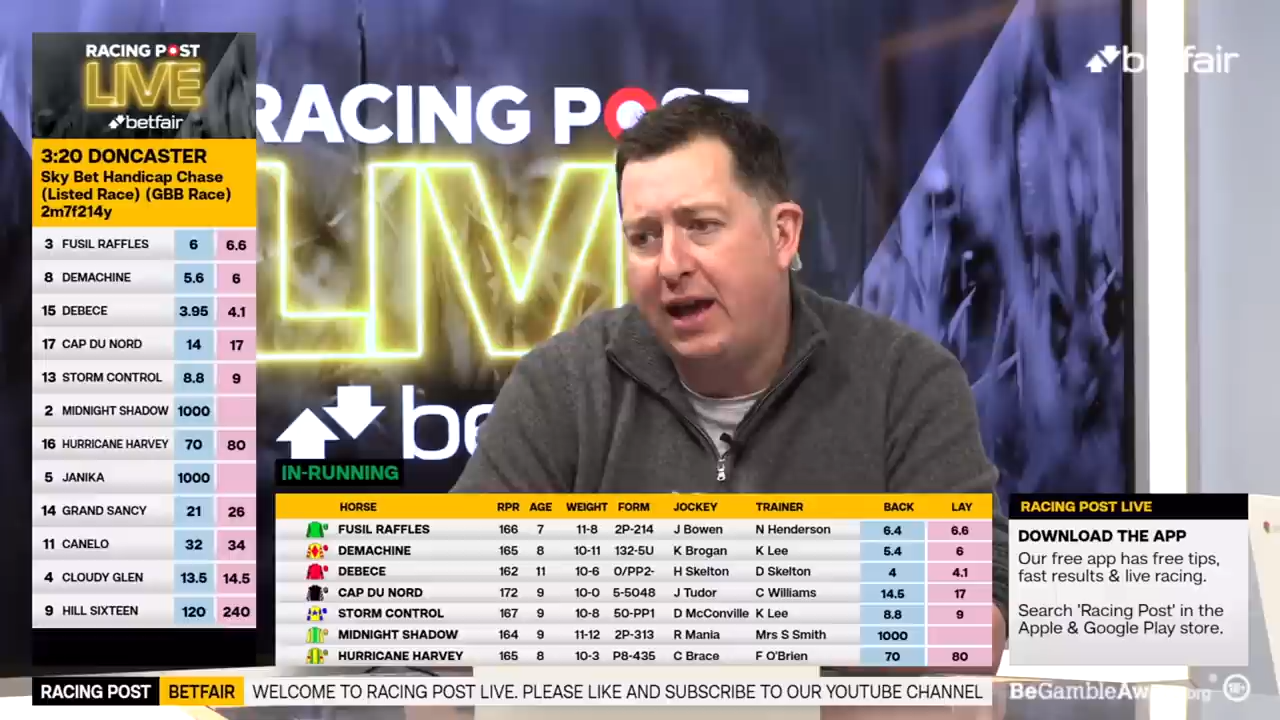 RACING POST
LIVE
betfair
3:20 DONCASTER
Sky Bet Handicap Chase
(Listed Race) (GBB Race)
2m7f214y
3 FUSIL RAFFLES 6 6.6
8 DEMACHINE 5.6 6
15 DEBECE 3.95 4.1
17 CAP DU NORD 14 17
13 STORM CONTROL 8.8 9
2 MIDNIGHT SHADOW 1000
16 HURRICANE HARVEY 70 80
5 JANIKA 1000
14 GRAND SANCY 21 26
11 CANELO 32 34
4 CLOUDY GLEN 13.5 14.5
9 HILL SIXTEEN 120 240
betfair
RACING POST
LIV
be
IN-RUNNING
HORSE RPR AGE WEIGHT FORM JOCKEY TRAINER BACK LAY
FUSIL RAFFLES 166 7 11-8 2P-214 J Bowen N Henderson 6.4 6.6
DEMACHINE 165 8 10-11 132-5U K Brogan K Lee 5.4 6
DEBECE 162 11 10-6 0/PP2- H Skelton D Skelton 4 4.1
CAP DU NORD 172 9 10-0 5-5048 J Tudor C Williams 14.5 17
STORM CONTROL 167 9 10-8 50-PP1 D McConville K Lee 8.8 9
MIDNIGHT SHADOW 164 9 11-12 2P-313 R Mania Mrs S Smith 1000
HURRICANE HARVEY 165 8 10-3 P8-435 C Brace F O'Brien 70 80
RACING POST LIVE
DOWNLOAD THE APP
Our free app has free tips,
fast results & live racing.
Search 'Racing Post' in the
Apple & Google Play store.
RACING POST BETFAIR WELCOME TO RACING POST LIVE. PLEASE LIKE AND SUBSCRIBE TO OUR YOUTUBE CHANNEL
BeGambleAware.org 18+